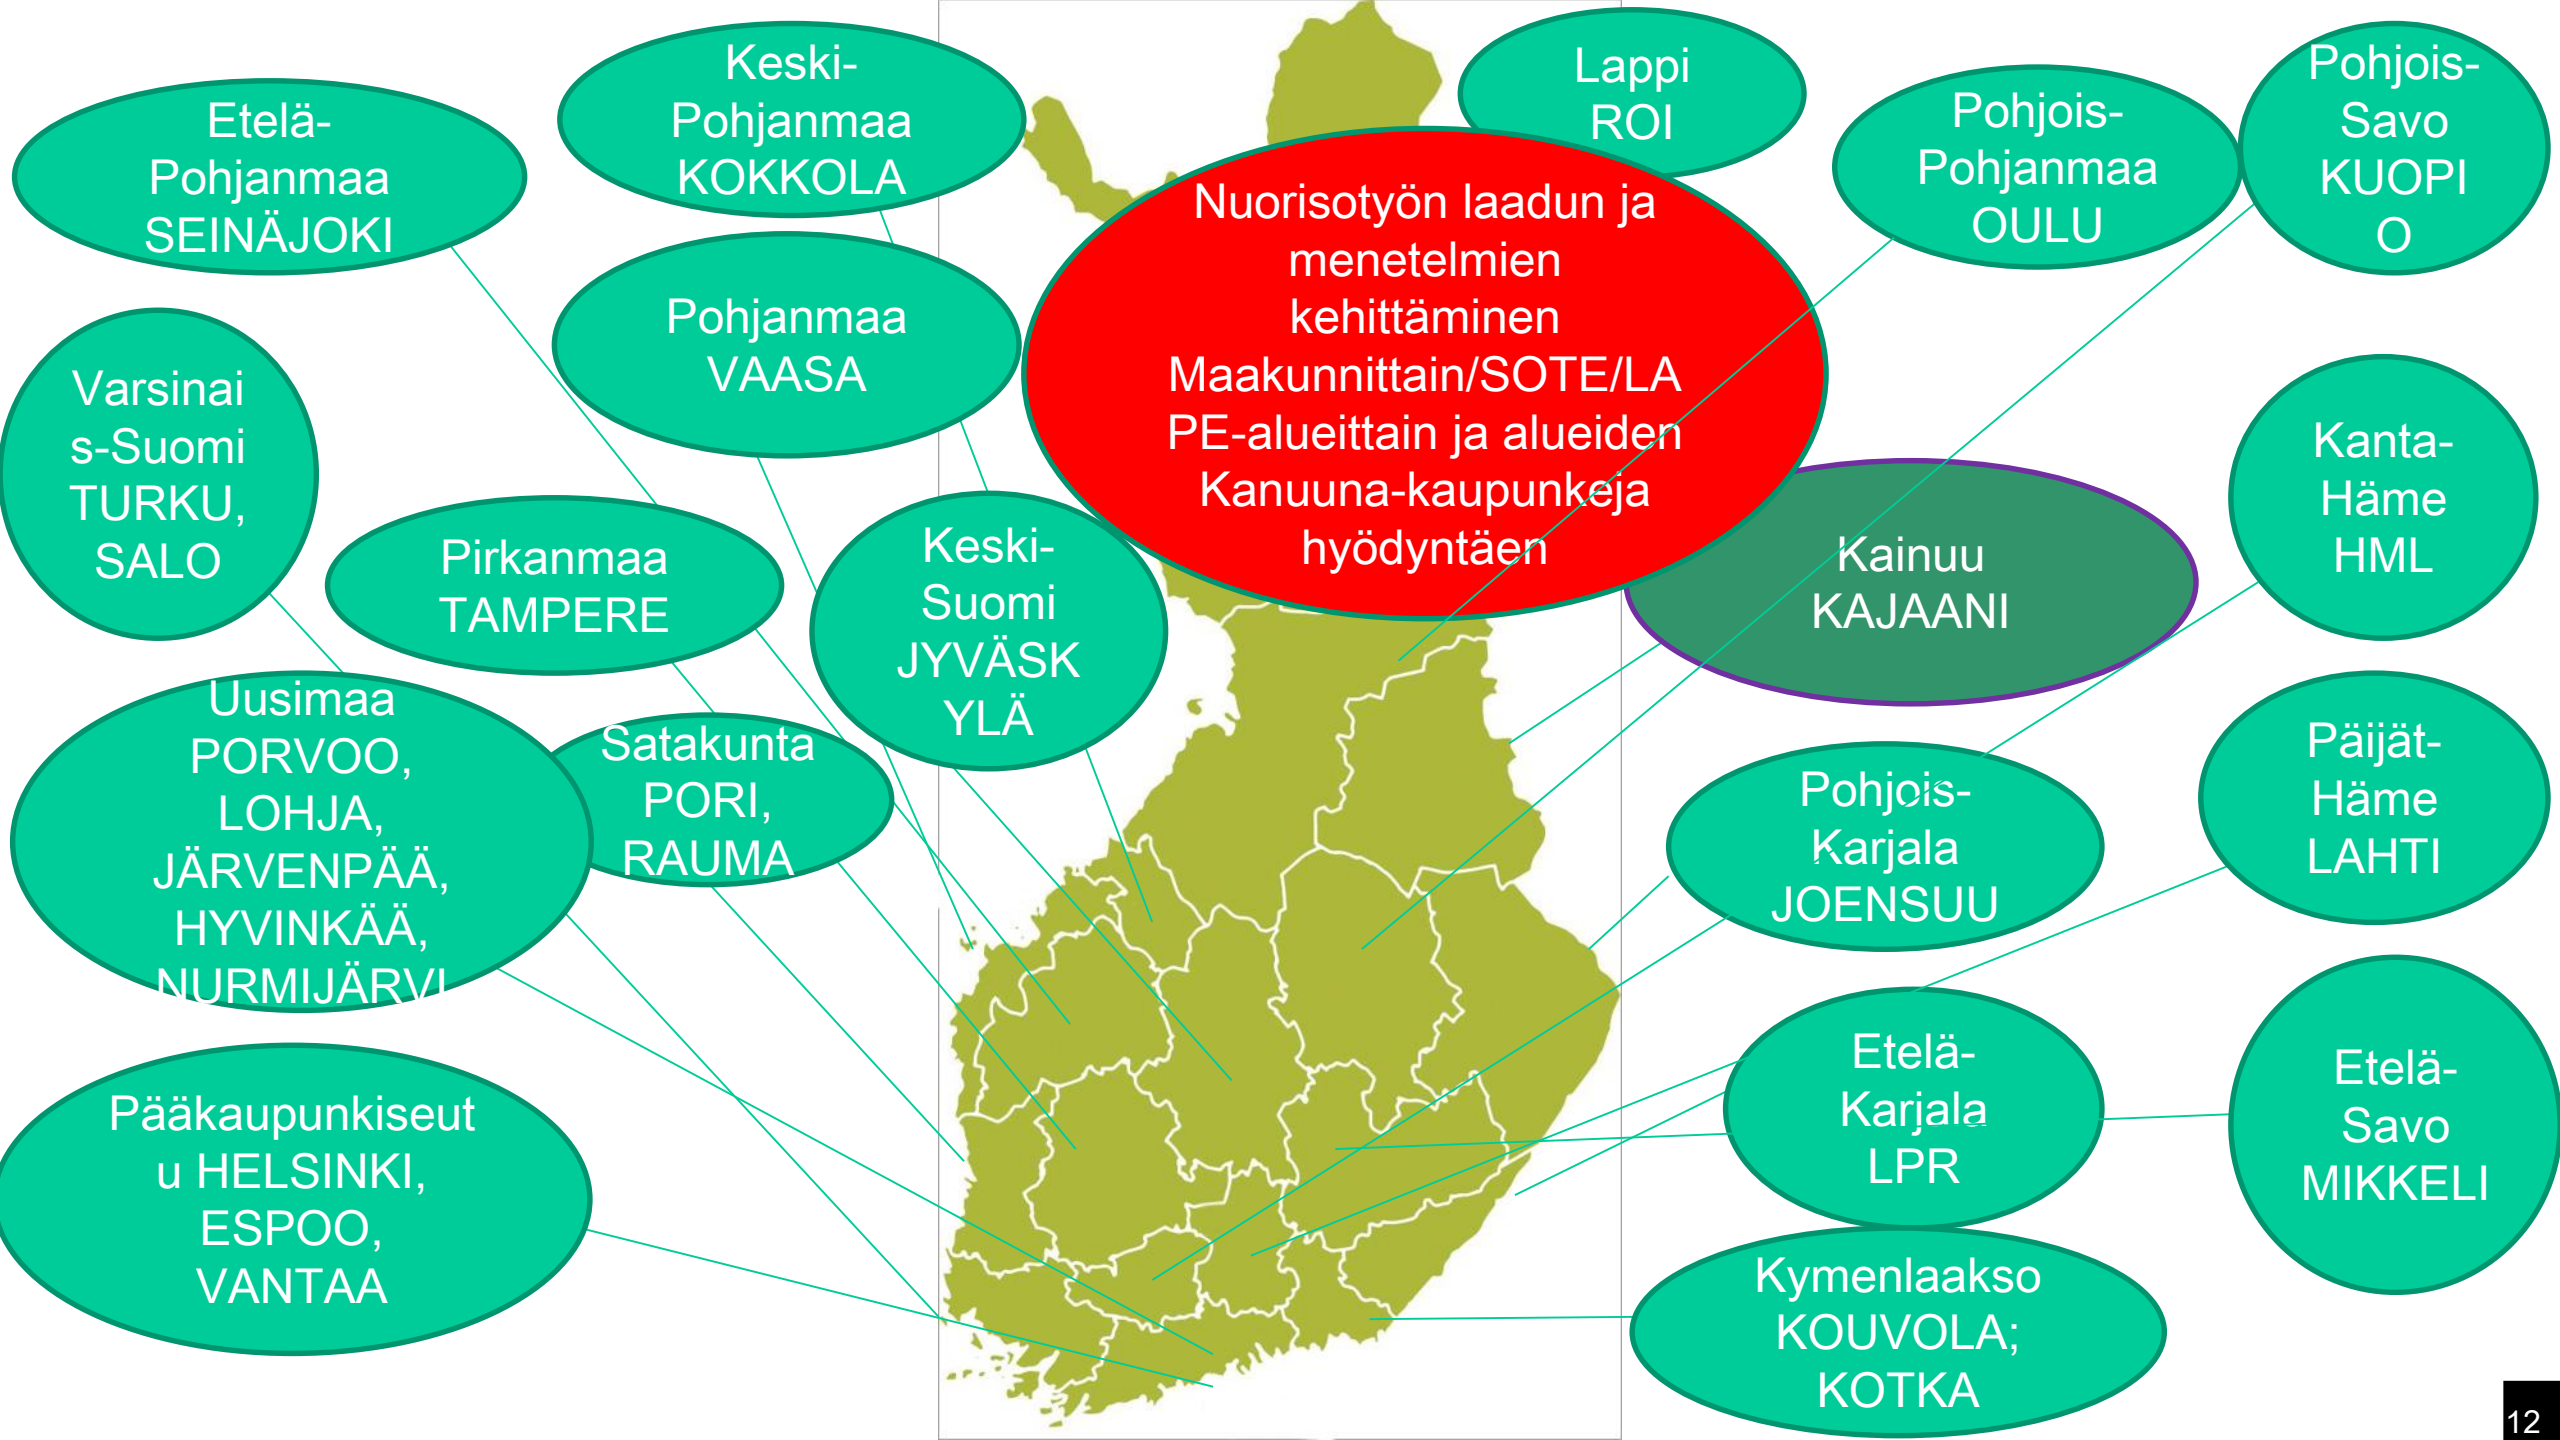 Etelä-
Pohjanmaa
SEINÄJOKI
Keski-
Pohjanmaa
KOKKOLA
Lappi
ROI
Pohjois-
Pohjanmaa
OULU
Pohjois-
Savo
KUOPI
O
Nuorisotyön laadun ja
menetelmien
kehittäminen
Maakunnittain/SOTE/LA
PE-alueittain ja alueiden
Kanuuna-kaupunkeja
hyödyntäen
Pohjanmaa
VAASA
Varsinai
s-Suomi
TURKU,
SALO
Pirkanmaa
TAMPERE
Keski-
Suomi
JYVÄSK
YLÄ
Kainuu
KAJAANI
Kanta-
Häme
HML
Uusimaa
PORVOO,
LOHJA,
JÄRVENPÄÄ,
HYVINKÄÄ,
NURMIJÄRVI
Satakunta
PORI,
RAUMA
Pohjois-
Karjala
JOENSUU
Päijät-
Häme
LAHTI
Pääkaupunkiseut
u HELSINKI,
ESPOO,
VANTAA
Etelä-
Karjala
LPR
Etelä-
Savo
MIKKELI
Kymenlaakso
KOUVOLA;
KOTKA
12